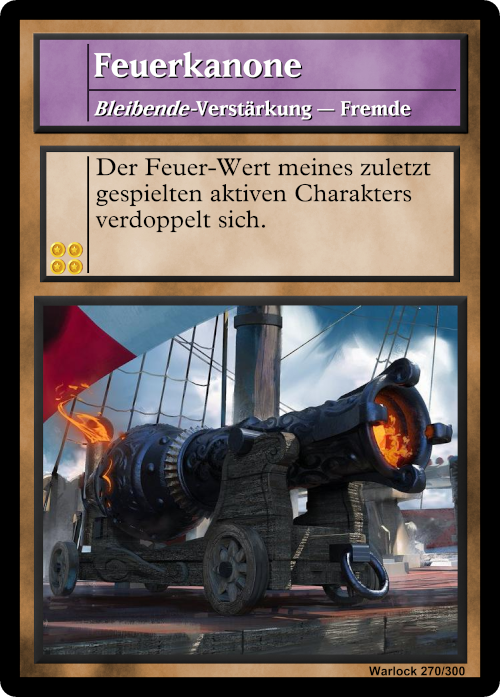 Feuerkanone
Bleibende-Verstärkung — Fremde
Der Feuer-Wert meines zuletzt
gespielten aktiven Charakters
verdoppelt sich.
Warlock 270/300